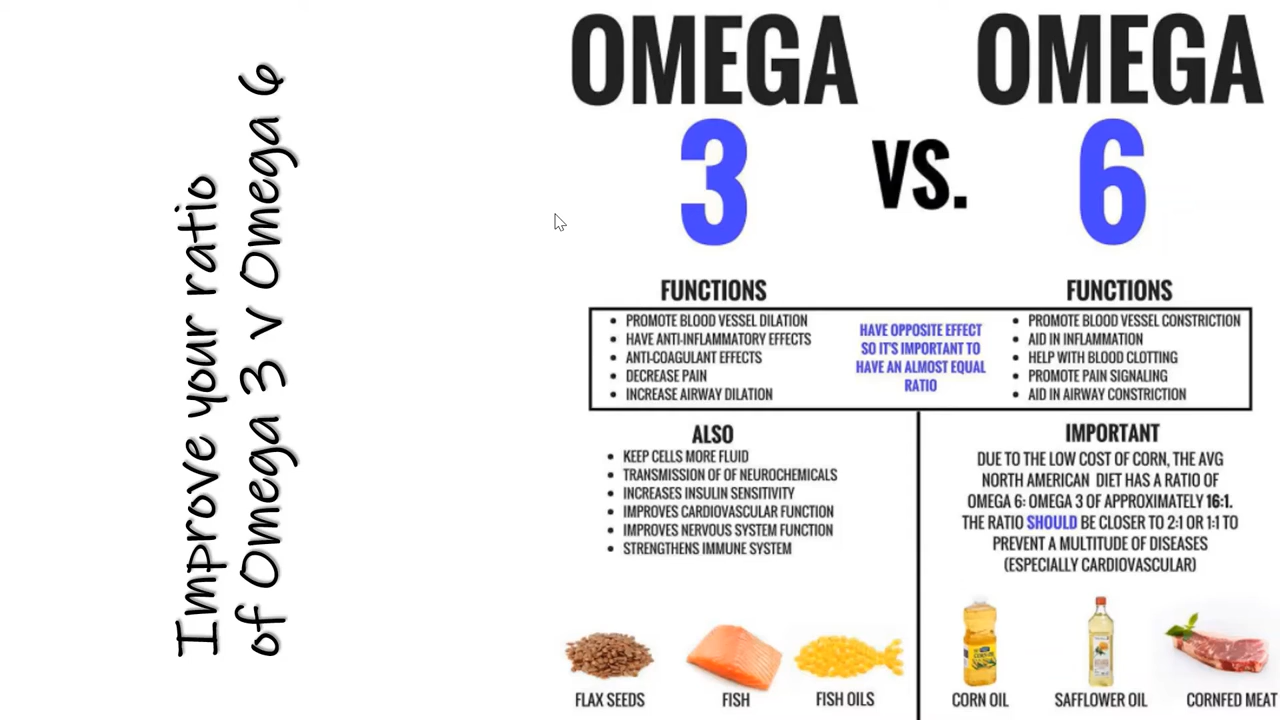 Improve your ratio
of Omega 3 v Omega 6
OMEGA
3
VS.
OMEGA
6
FUNCTIONS
PROMOTE BLOOD VESSEL DILATION
HAVE ANTI-INFLAMMATORY EFFECTS
ANTI-COAGULANT EFFECTS
DECREASE PAIN
INCREASE AIRWAY DILATION
HAVE OPPOSITE EFFECT
SO IT'S IMPORTANT TO
HAVE AN ALMOST EQUAL
RATIO
FUNCTIONS
PROMOTE BLOOD VESSEL CONSTRICTION
AID IN INFLAMMATION
HELP WITH BLOOD CLOTTING
PROMOTE PAIN SIGNALING
AID IN AIRWAY CONSTRICTION
ALSO
KEEP CELLS MORE FLUID
TRANSMISSION OF OF NEUROCHEMICALS
INCREASES INSULIN SENSITIVITY
IMPROVES CARDIOVASCULAR FUNCTION
IMPROVES NERVOUS SYSTEM FUNCTION
STRENGTHENS IMMUNE SYSTEM
IMPORTANT
DUE TO THE LOW COST OF CORN, THE AVG
NORTH AMERICAN DIET HAS A RATIO OF
OMEGA 6: OMEGA 3 OF APPROXIMATELY 16:1.
THE RATIO SHOULD BE CLOSER TO 2:1 OR 1:1 TO
PREVENT A MULTITUDE OF DISEASES
(ESPECIALLY CARDIOVASCULAR)
FLAX SEEDS
FISH
FISH OILS
CORN OIL
SAFFLOWER OIL
CORNFED MEAT